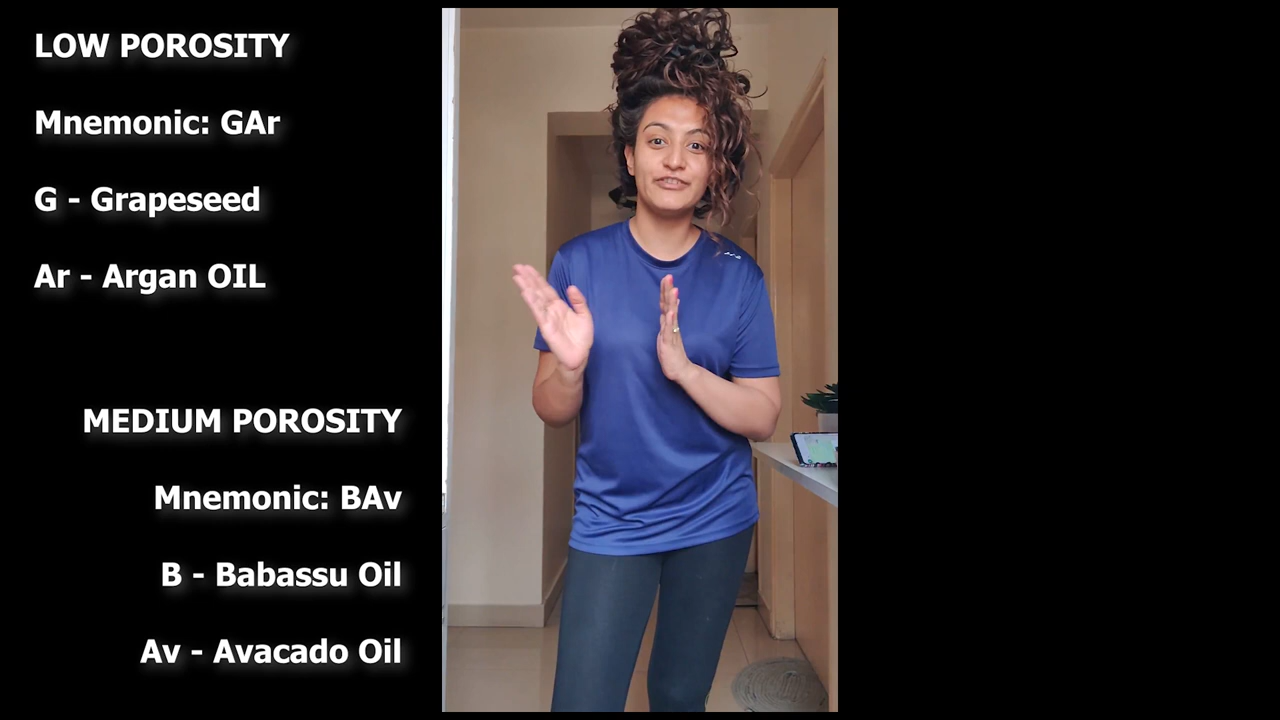 LOW POROSITY
Mnemonic: GAr
G - Grapeseed
Ar - Argan OIL
MEDIUM POROSITY
Mnemonic: BAv
B - Babassu Oil
Av - Avacado Oil